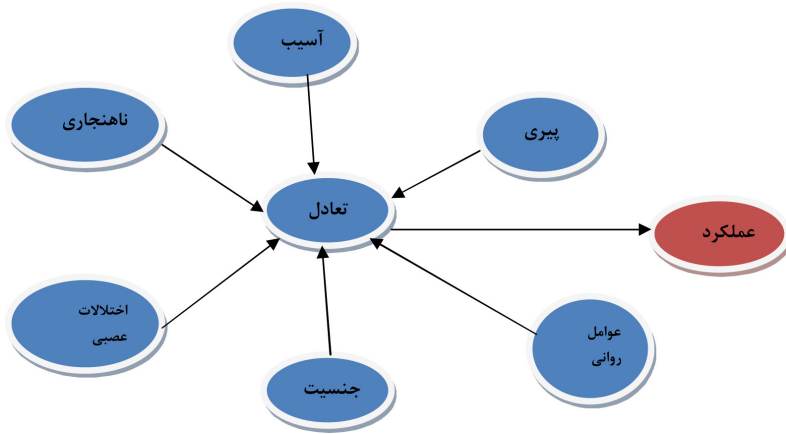 آسیب
ناهنجاری
پیری
تعادل
عملکرد
اختلالات
عصبی
عوامل
روانی
جنسیت